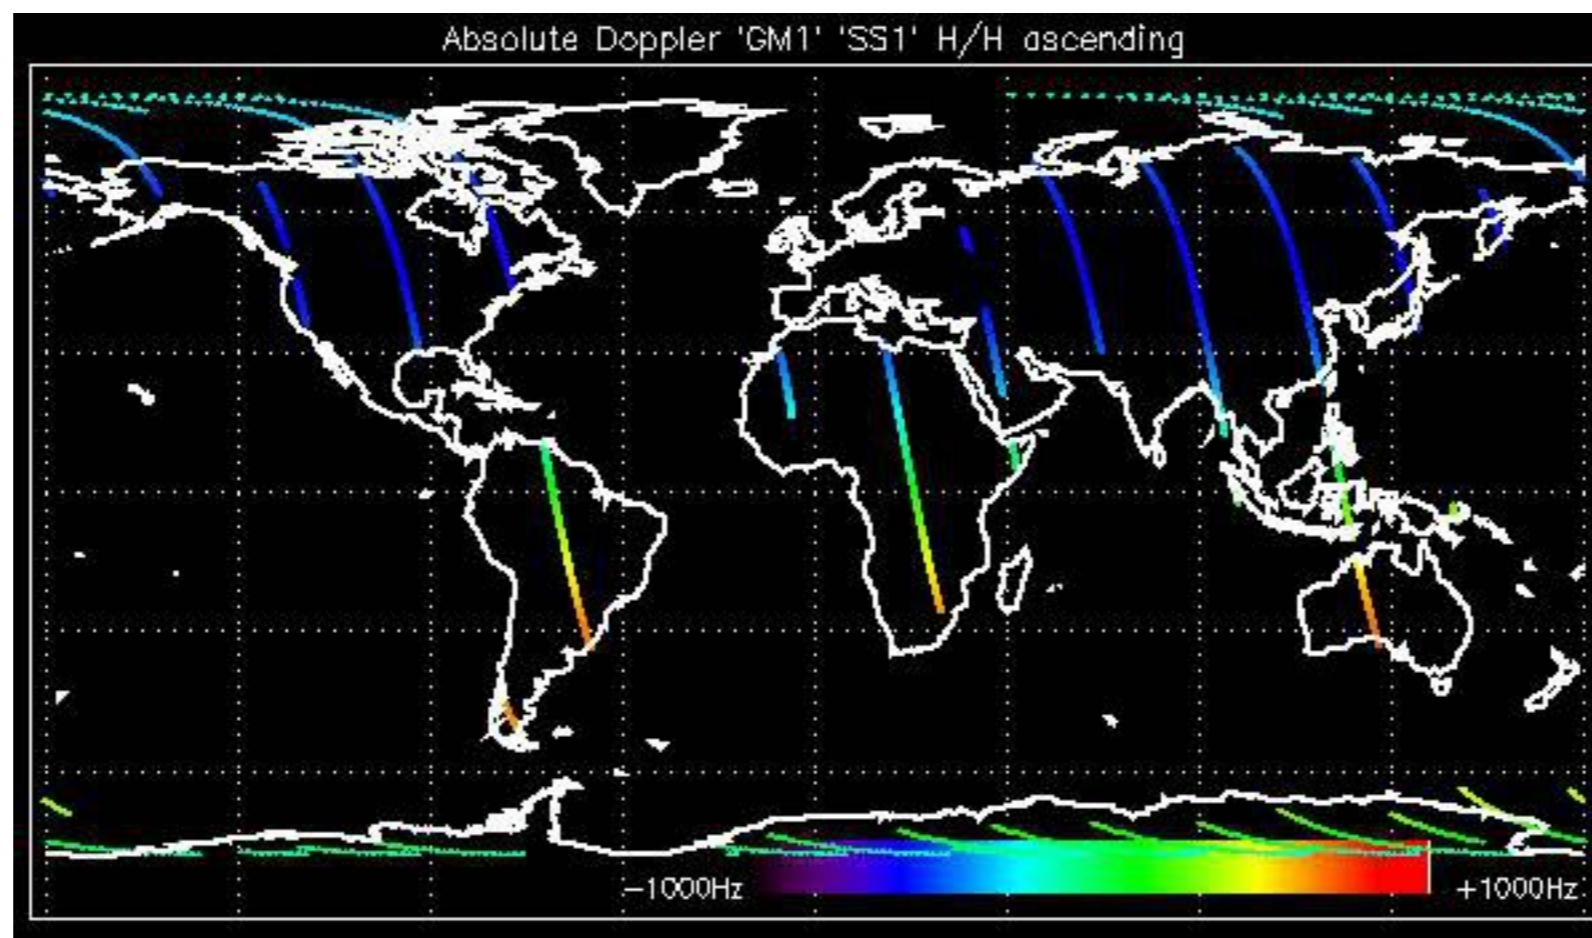 Absolute Doppler 'GM1' 'SS1' H/H ascending
-1000Hz
+1000Hz